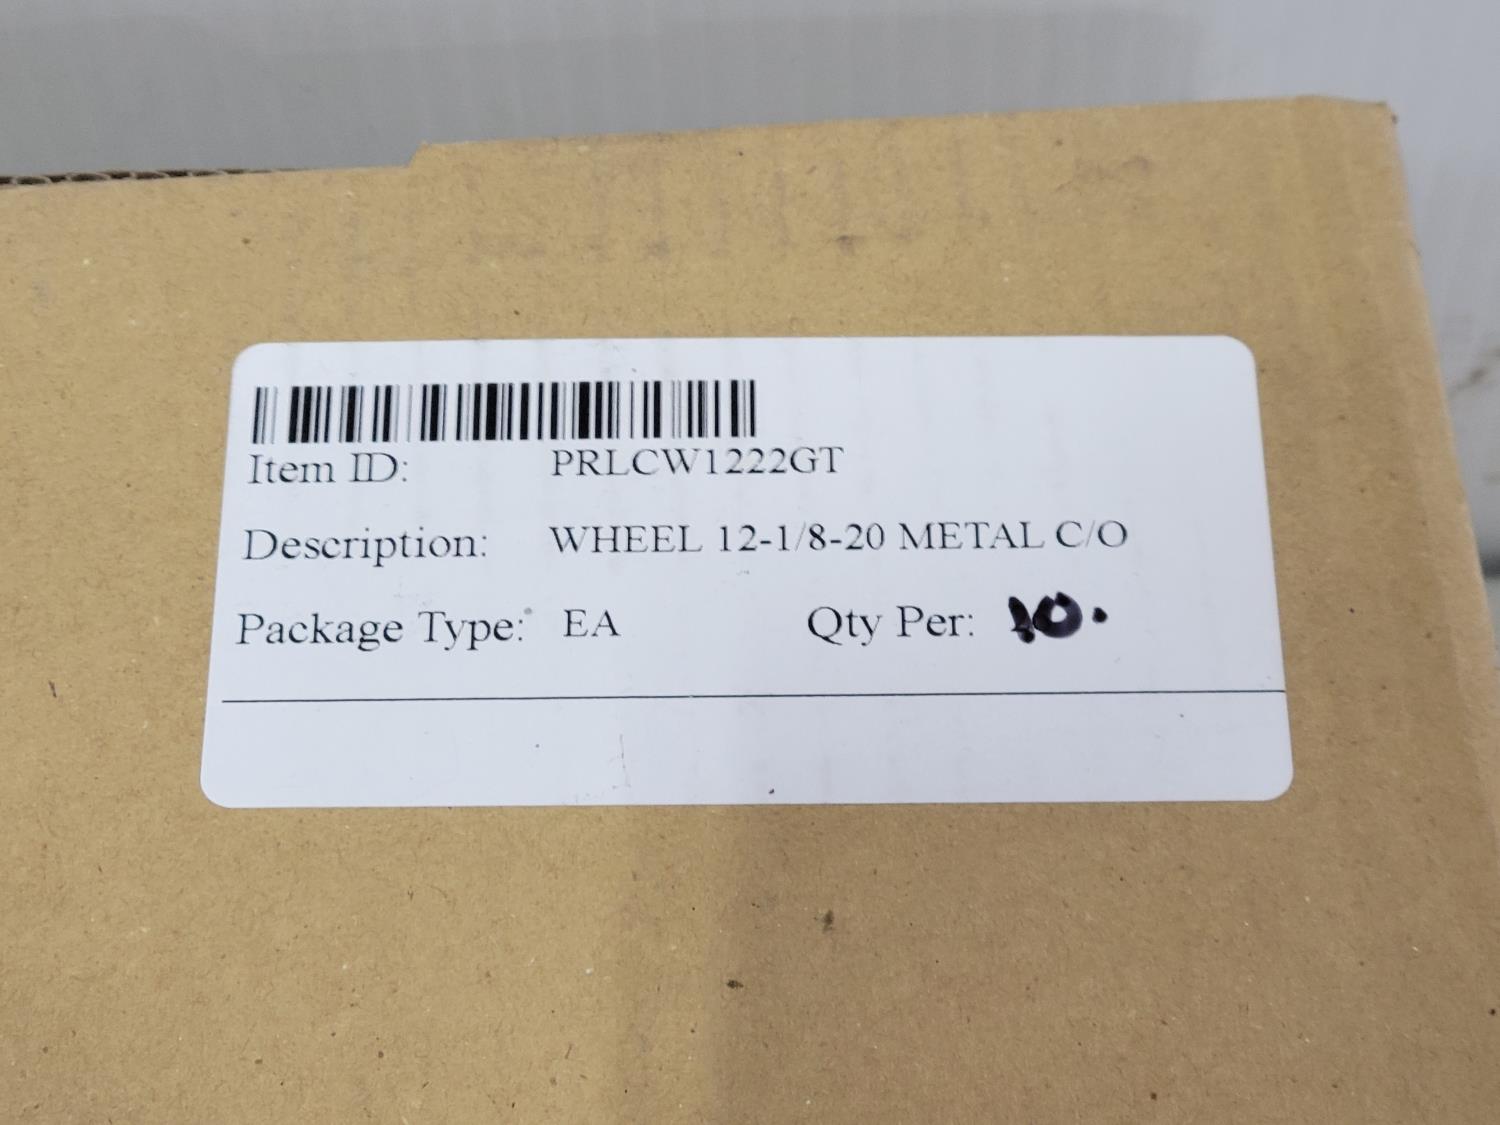 Item ID: PRLCW1222GT
Description: WHEEL 12-1/8-20 METAL C/O
Package Type: EA Qty Per: 10.